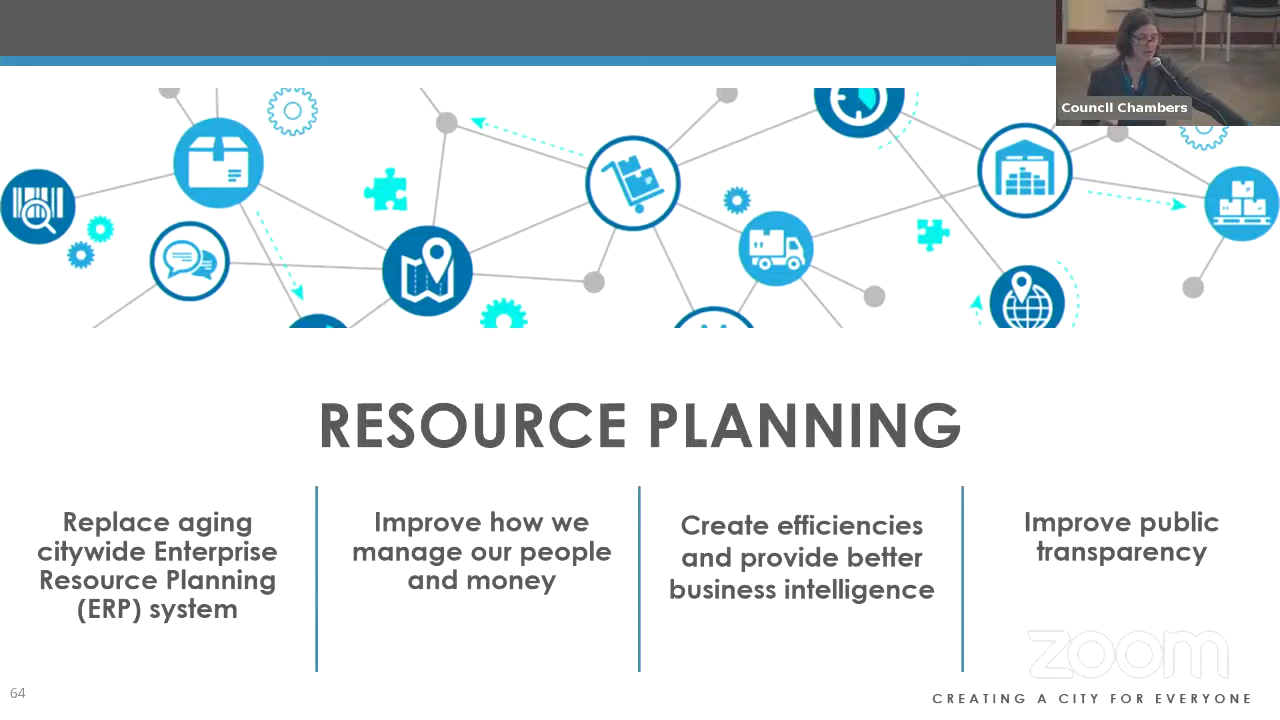 Council Chambers
RESOURCE PLANNING
Replace aging
citywide Enterprise
Resource Planning
(ERP) system
Improve how we
manage our people
and money
Create efficiencies
and provide better
business intelligence
Improve public
transparency
zoom
64
CREATING A CITY FOR EVERYONE